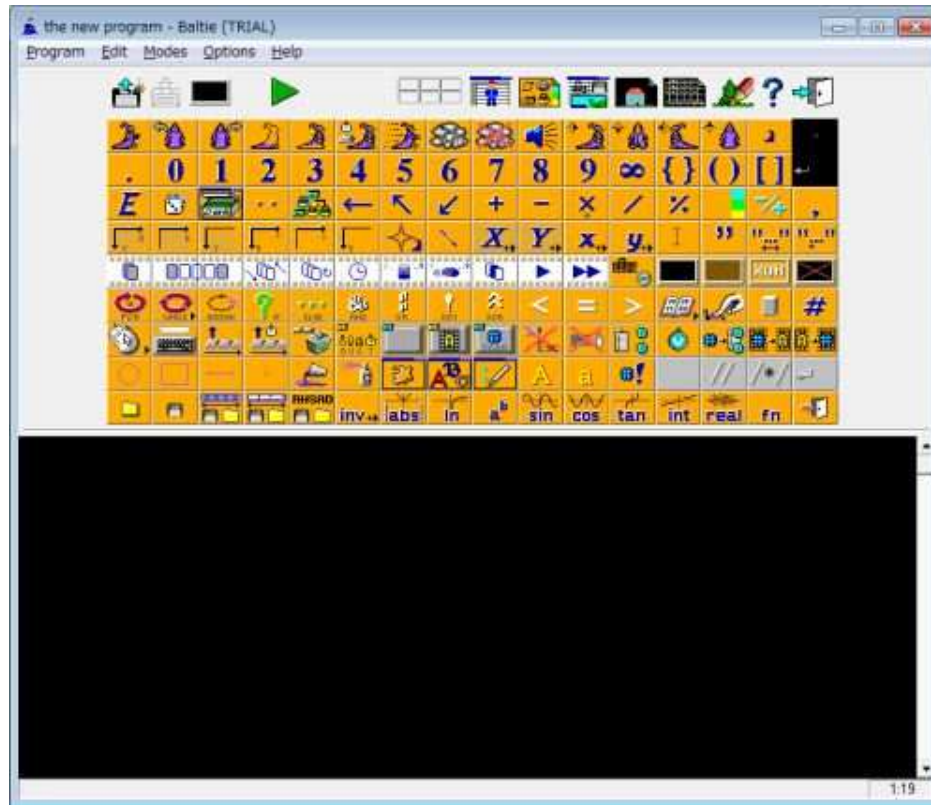 the new program - Baltie (TRIAL)
Program Edit Modes Options Help
?
. 0 1 2 3 4 5 6 7 8 9 ∞ { } ( ) [ ]
E + - × / % ,
X Y x y I " "..." "..."
XOR
< = > #
A a ! // /*/
inv abs ln a^b sin cos tan int real fn
1:19